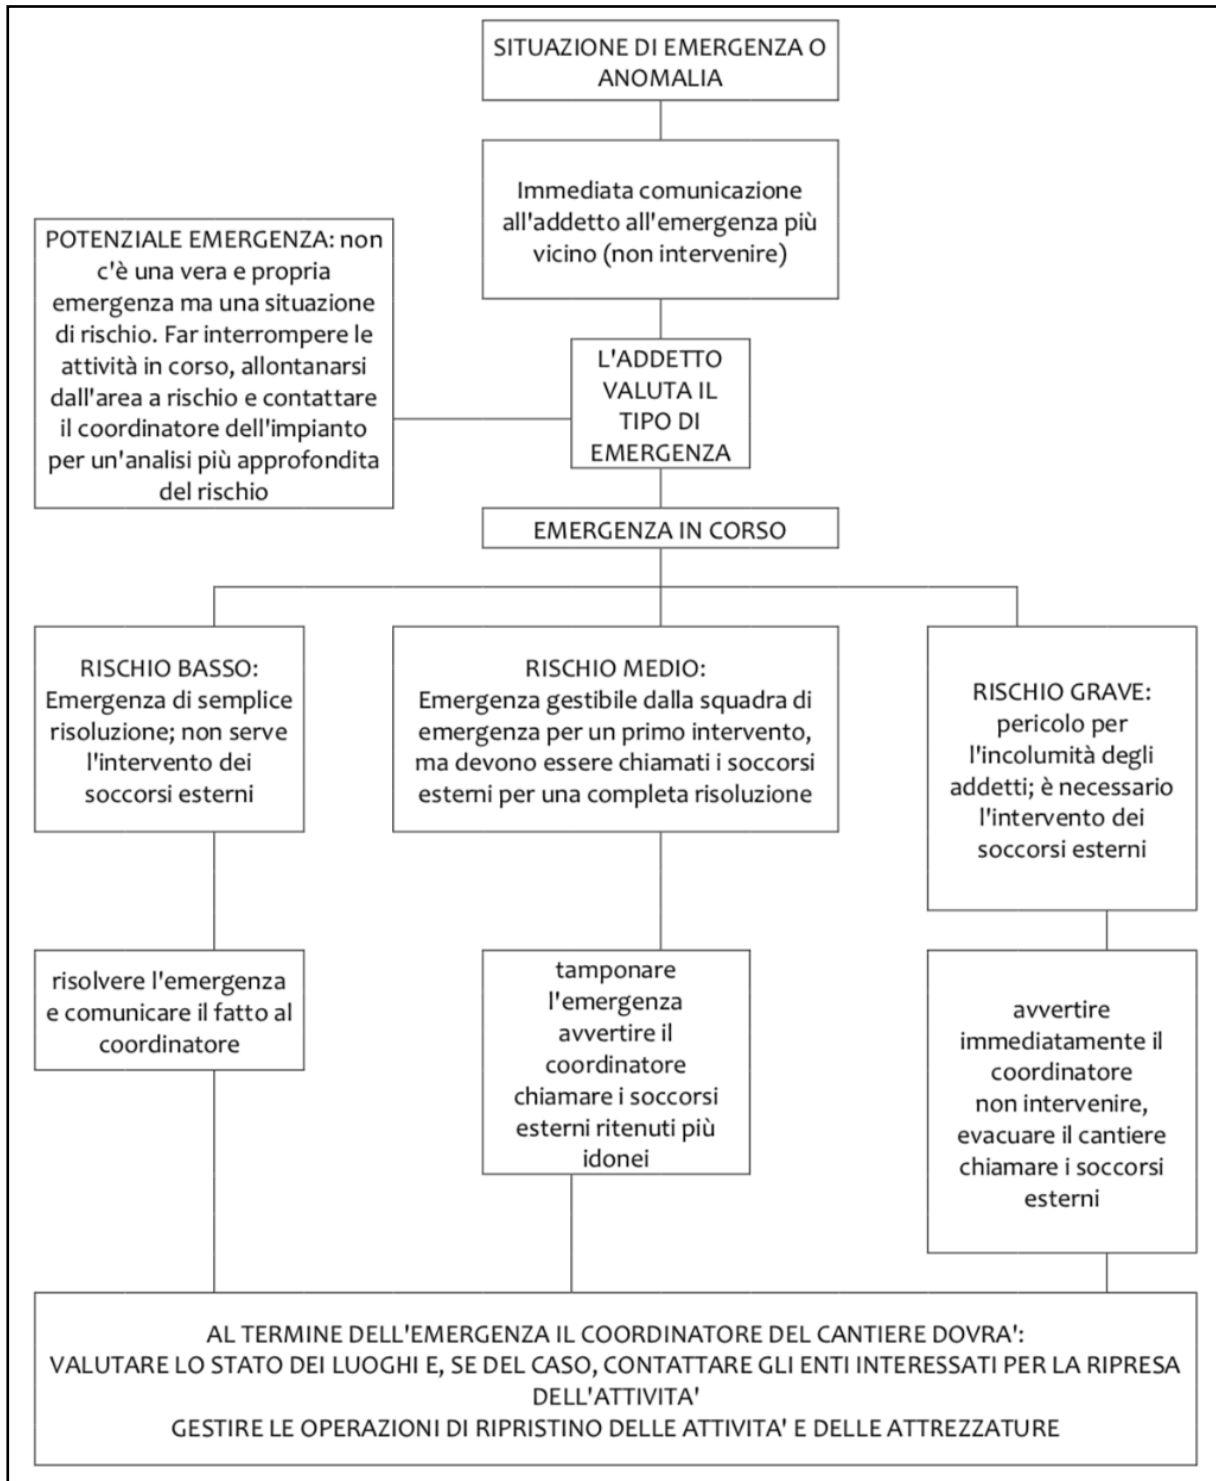 SITUAZIONE DI EMERGENZA O
ANOMALIA
Immediata comunicazione
all'addetto all'emergenza più
vicino (non intervenire)
POTENZIALE EMERGENZA: non
c'è una vera e propria
emergenza ma una situazione
di rischio. Far interrompere le
attività in corso, allontanarsi
dall'area a rischio e contattare
il coordinatore dell'impianto
per un'analisi più approfondita
del rischio
L'ADDETTO
VALUTA IL
TIPO DI
EMERGENZA
EMERGENZA IN CORSO
RISCHIO BASSO:
Emergenza di semplice
risoluzione; non serve
l'intervento dei
soccorsi esterni
RISCHIO MEDIO:
Emergenza gestibile dalla squadra di
emergenza per un primo intervento,
ma devono essere chiamati i soccorsi
esterni per una completa risoluzione
RISCHIO GRAVE:
pericolo per
l'incolumità degli
addetti; è necessario
l'intervento dei
soccorsi esterni
risolvere l'emergenza
e comunicare il fatto al
coordinatore
tamponare
l'emergenza
avvertire il
coordinatore
chiamare i soccorsi
esterni ritenuti più
idonei
avvertire
immediatamente il
coordinatore
non intervenire,
evacuare il cantiere
chiamare i soccorsi
esterni
AL TERMINE DELL'EMERGENZA IL COORDINATORE DEL CANTIERE DOVRA':
VALUTARE LO STATO DEI LUOGHI E, SE DEL CASO, CONTATTARE GLI ENTI INTERESSATI PER LA RIPRESA
DELL'ATTIVITA'
GESTIRE LE OPERAZIONI DI RIPRISTINO DELLE ATTIVITA' E DELLE ATTREZZATURE